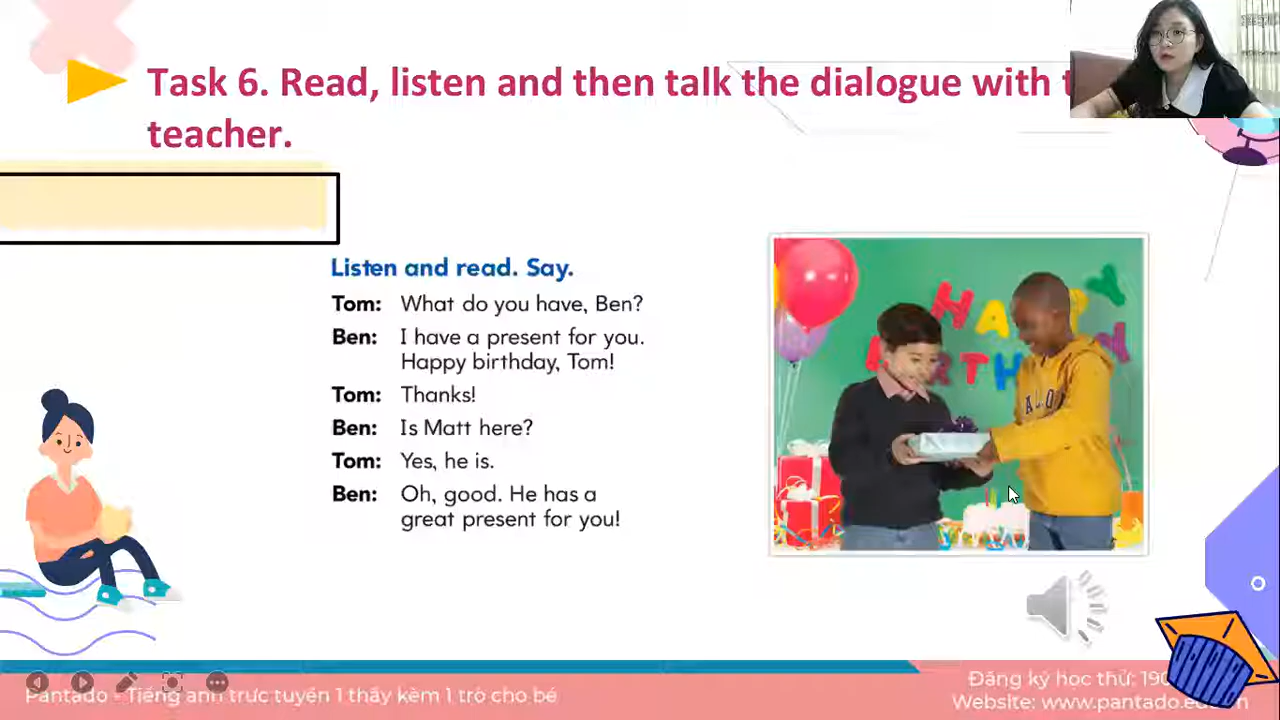 Task 6. Read, listen and then talk the dialogue with
teacher.
Listen and read. Say.
Tom: What do you have, Ben?
Ben: I have a present for you.
Happy birthday, Tom!
Tom: Thanks!
Ben: Is Matt here?
Tom: Yes, he is.
Ben: Oh, good. He has a
great present for you!
HAPPY
Pantado - Tiếng anh trực tuyến 1 thầy kèm 1 trò cho bé
Đăng ký học thử: 190
Website: www.pantado.ed